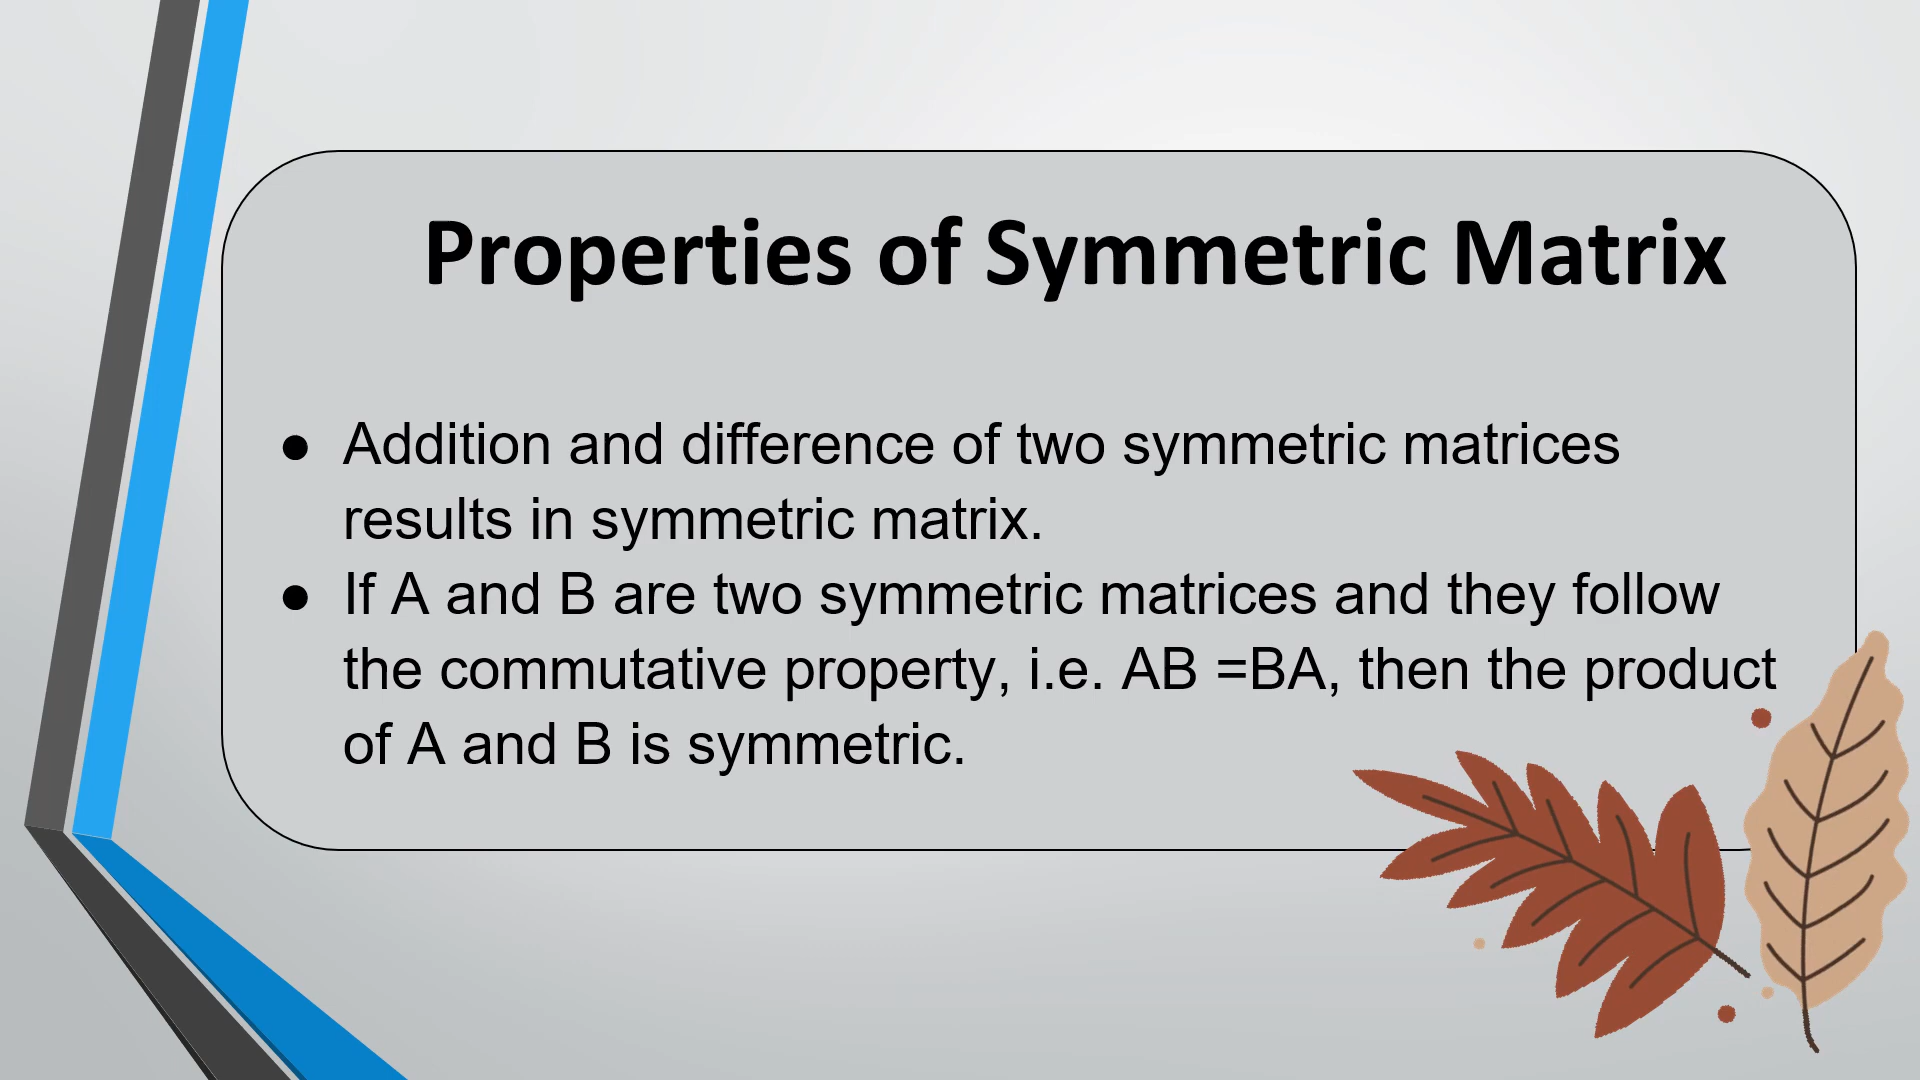 Properties of Symmetric Matrix
● Addition and difference of two symmetric matrices
results in symmetric matrix.
● If A and B are two symmetric matrices and they follow
the commutative property, i.e. AB =BA, then the product
of A and B is symmetric.